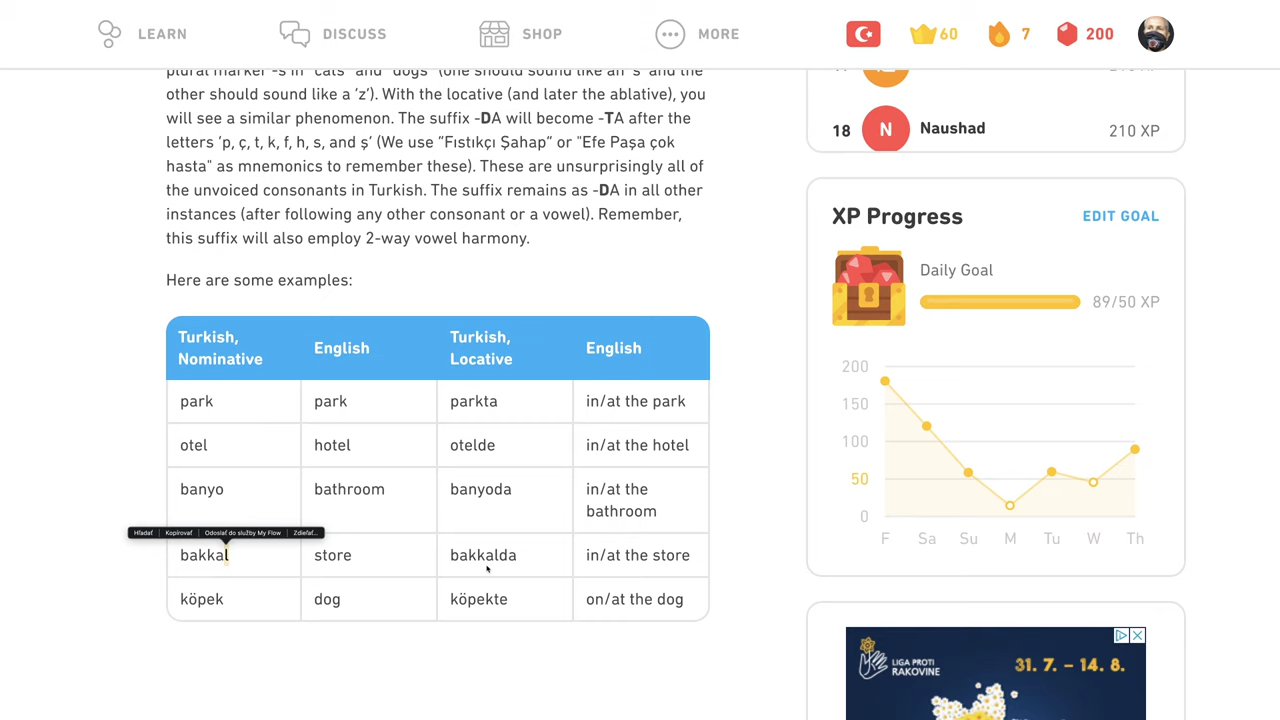 LEARN
DISCUSS
SHOP
MORE
60
7
200
plural marker -s in "cats" and "dogs" (one should sound like an 's' and the
other should sound like a ‘z’). With the locative (and later the ablative), you
will see a similar phenomenon. The suffix -DA will become -TA after the
letters ‘p, ç, t, k, f, h, s, and ş’ (We use “Fıstıkçı Şahap“ or "Efe Paşa çok
hasta" as mnemonics to remember these). These are unsurprisingly all of
the unvoiced consonants in Turkish. The suffix remains as -DA in all other
instances (after following any other consonant or a vowel). Remember,
this suffix will also employ 2-way vowel harmony.
Here are some examples:
Turkish, Nominative
English
Turkish, Locative
English
park
park
parkta
in/at the park
otel
hotel
otelde
in/at the hotel
banyo
bathroom
banyoda
in/at the
bathroom
Hľadať
Kopírovať
Odoslať do služby My Flow
Zdieľať...
bakkal
store
bakkalda
in/at the store
köpek
dog
köpekte
on/at the dog
18
N
Naushad
210 XP
XP Progress
EDIT GOAL
Daily Goal
89/50 XP
200
150
100
50
0
F
Sa
Su
M
Tu
W
Th
LIGA PROTI
RAKOVINE
31. 7. – 14. 8.